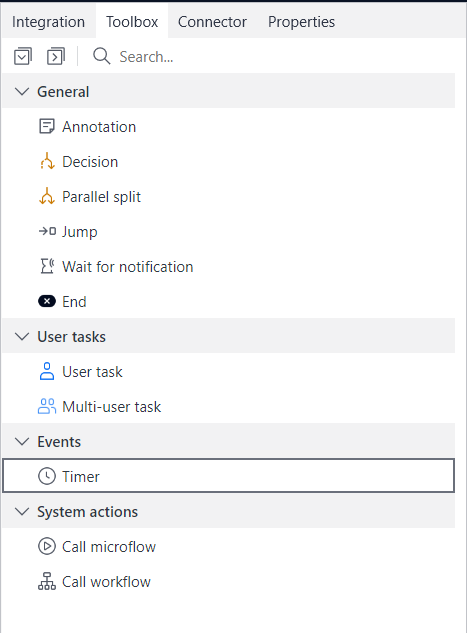 Integration Toolbox Connector Properties
Search...
General
Annotation
Decision
Parallel split
Jump
Wait for notification
End
User tasks
User task
Multi-user task
Events
Timer
System actions
Call microflow
Call workflow